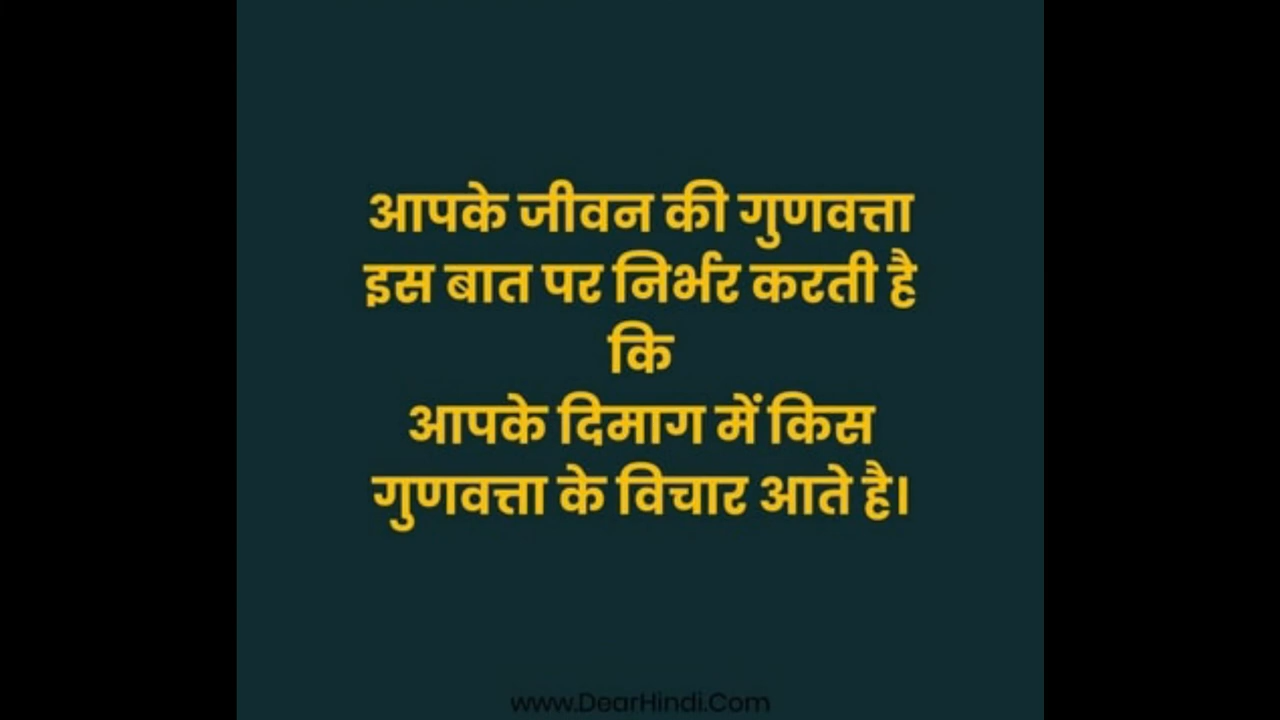 आपके जीवन की गुणवत्ता
इस बात पर निर्भर करती है
कि
आपके दिमाग में किस
गुणवत्ता के विचार आते है।
www.DearHindi.Com